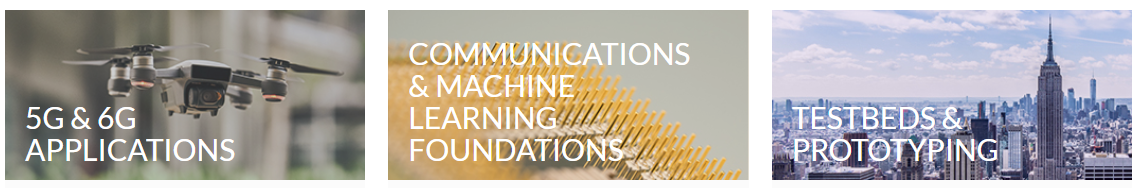 5G & 6G
APPLICATIONS
COMMUNICATIONS
& MACHINE
LEARNING
FOUNDATIONS
TESTBEDS &
PROTOTYPING